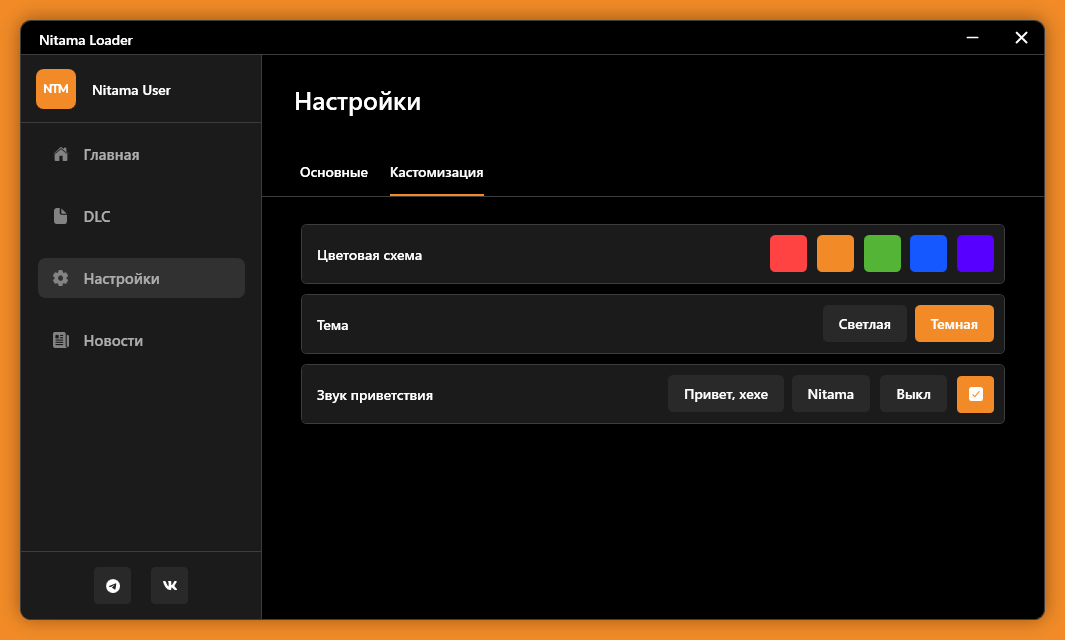 Nitama Loader
NTM
Nitama User
Главная
DLC
Настройки
Новости
Настройки
Основные
Кастомизация
Цветовая схема
Тема
Светлая
Темная
Звук приветствия
Привет, хехе
Nitama
Выкл